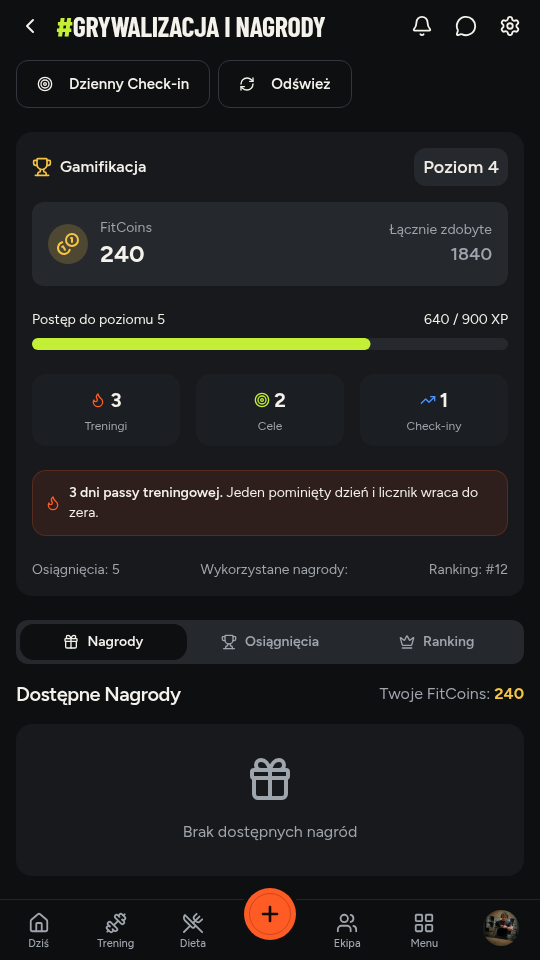 #GRYWALIZACJA I NAGRODY
Dzienny Check-in
Odśwież
Gamifikacja
Poziom 4
FitCoins
240
Łącznie zdobyte
1840
Postęp do poziomu 5
640 / 900 XP
3
Treningi
2
Cele
1
Check-iny
3 dni passy treningowej. Jeden pominięty dzień i licznik wraca do
zera.
Osiągnięcia: 5
Wykorzystane nagrody:
Ranking: #12
Nagrody
Osiągnięcia
Ranking
Dostępne Nagrody
Twoje FitCoins: 240
Brak dostępnych nagród
Dziś
Trening
Dieta
Ekipa
Menu